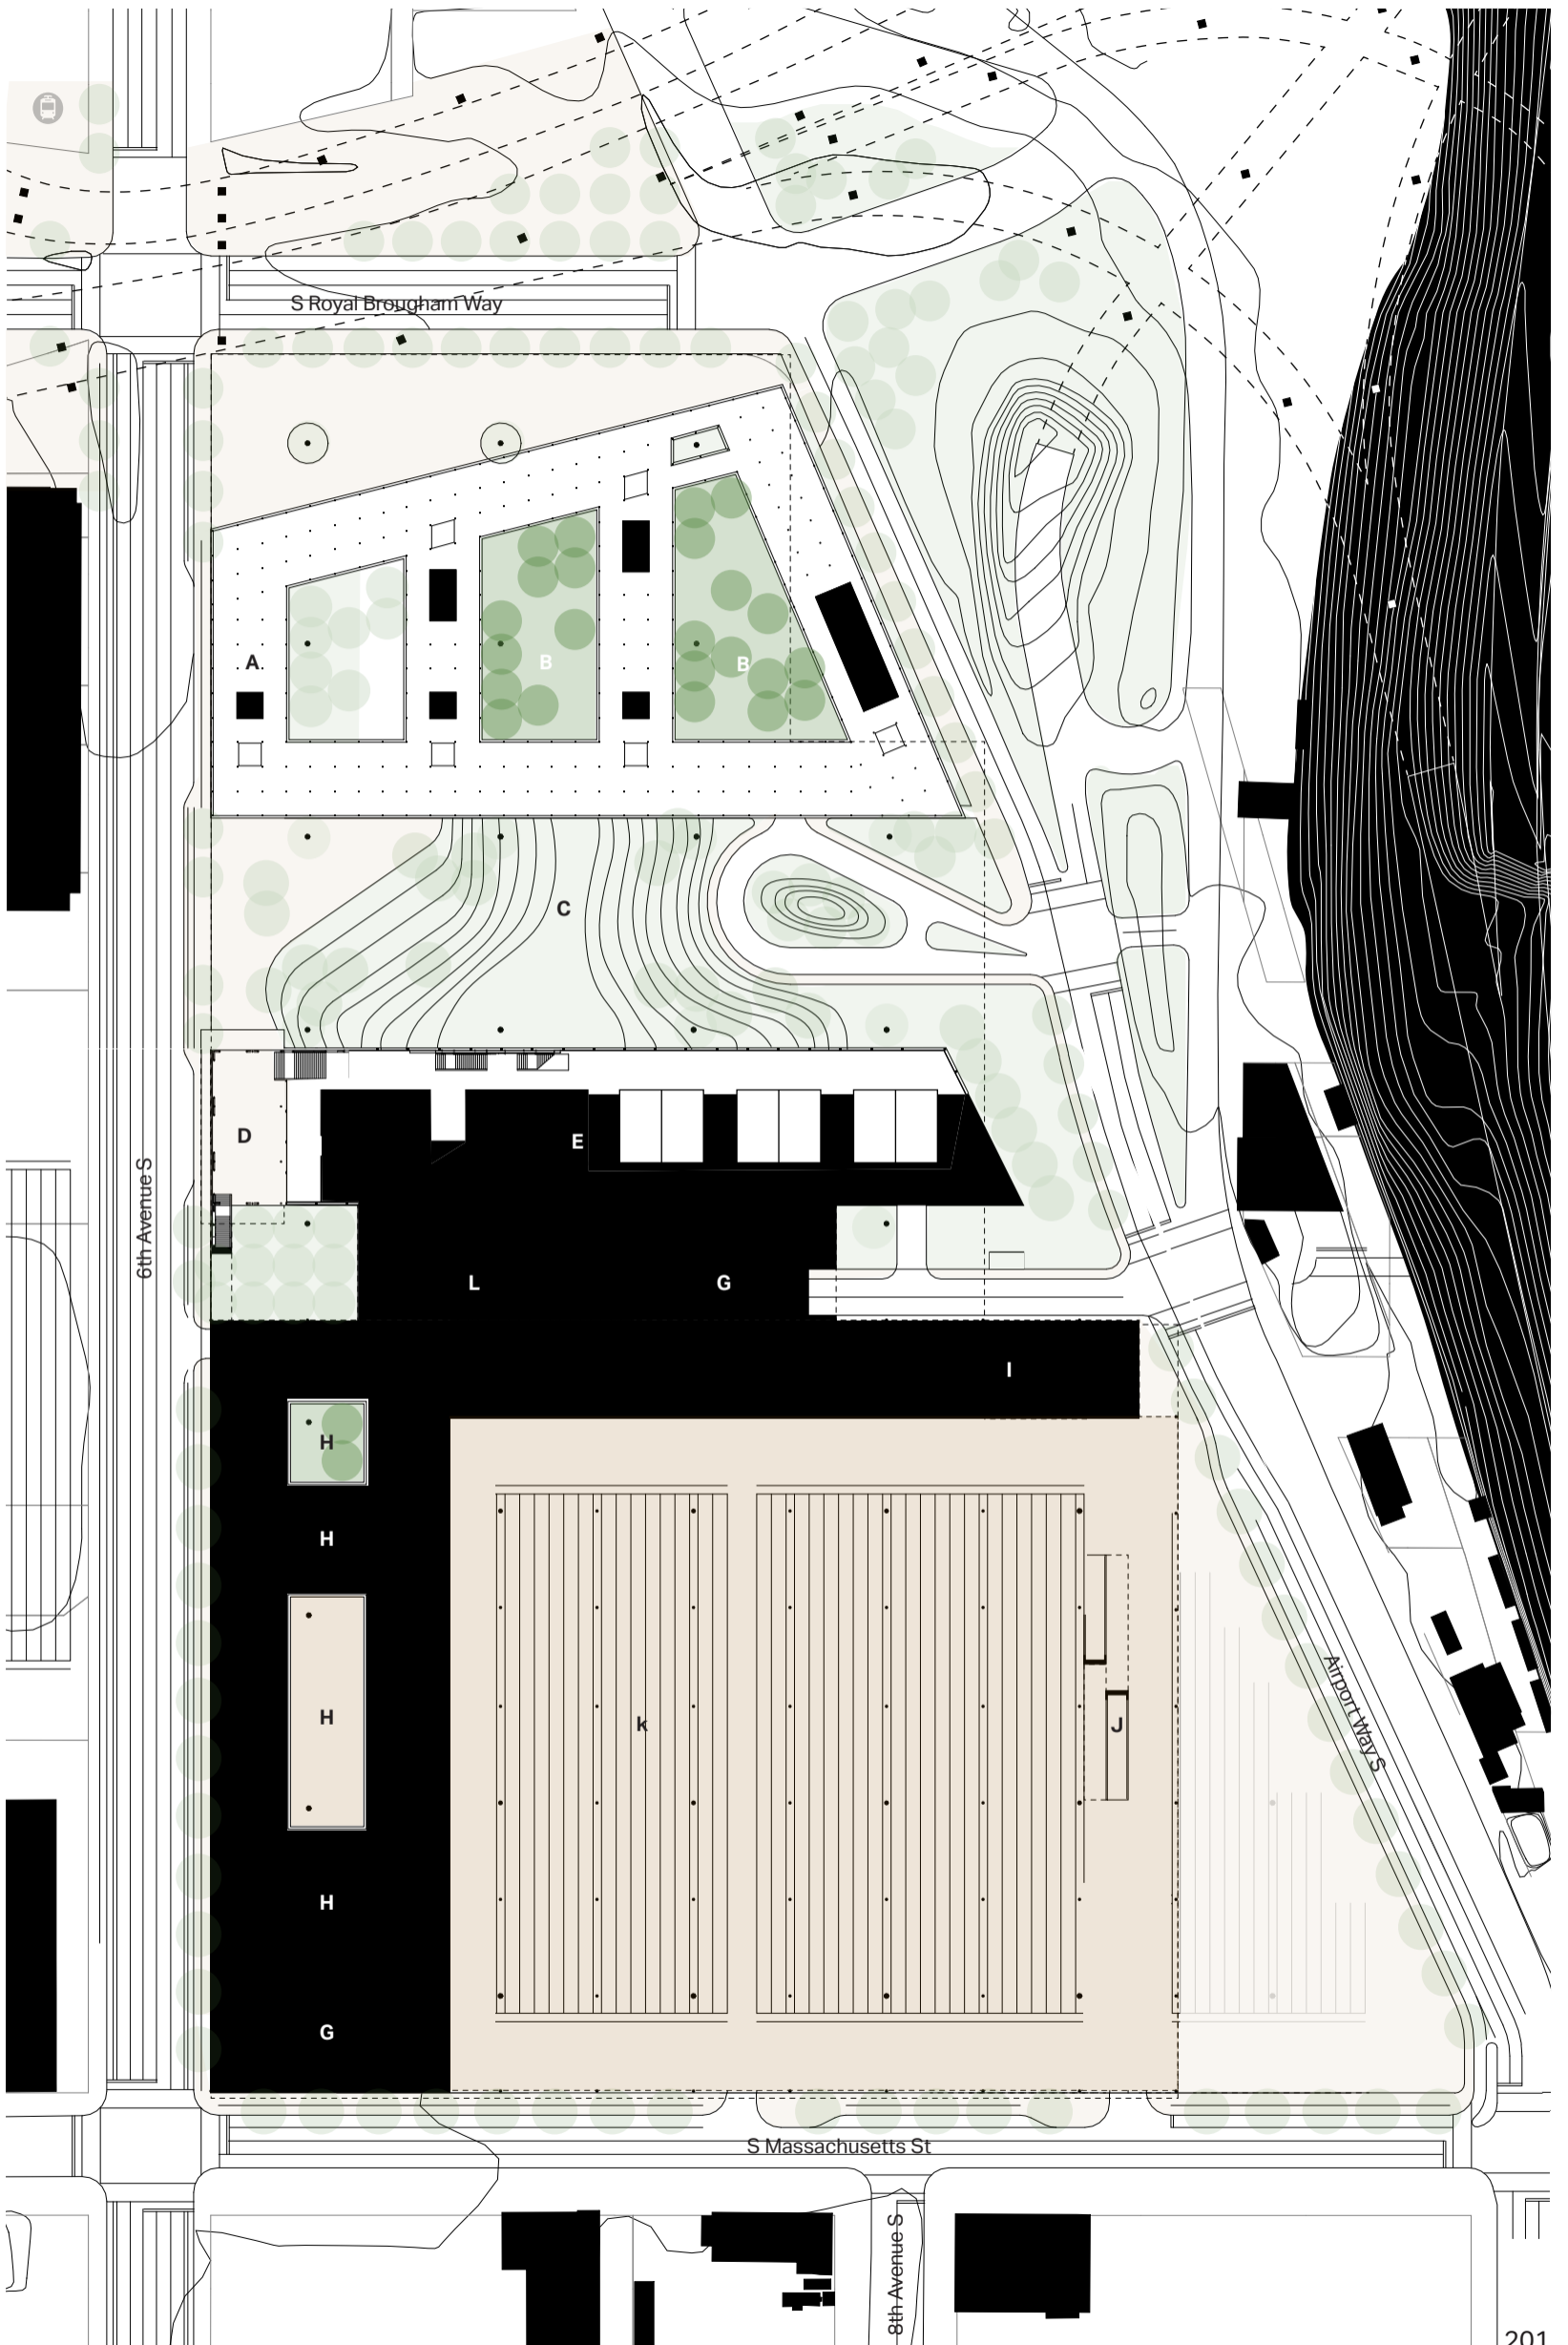 S Royal Brougham Way
A
B
B
C
D
E
6th Avenue S
L
G
I
H
H
H
k
J
Airport Way S
H
G
S Massachusetts St
8th Avenue S
201